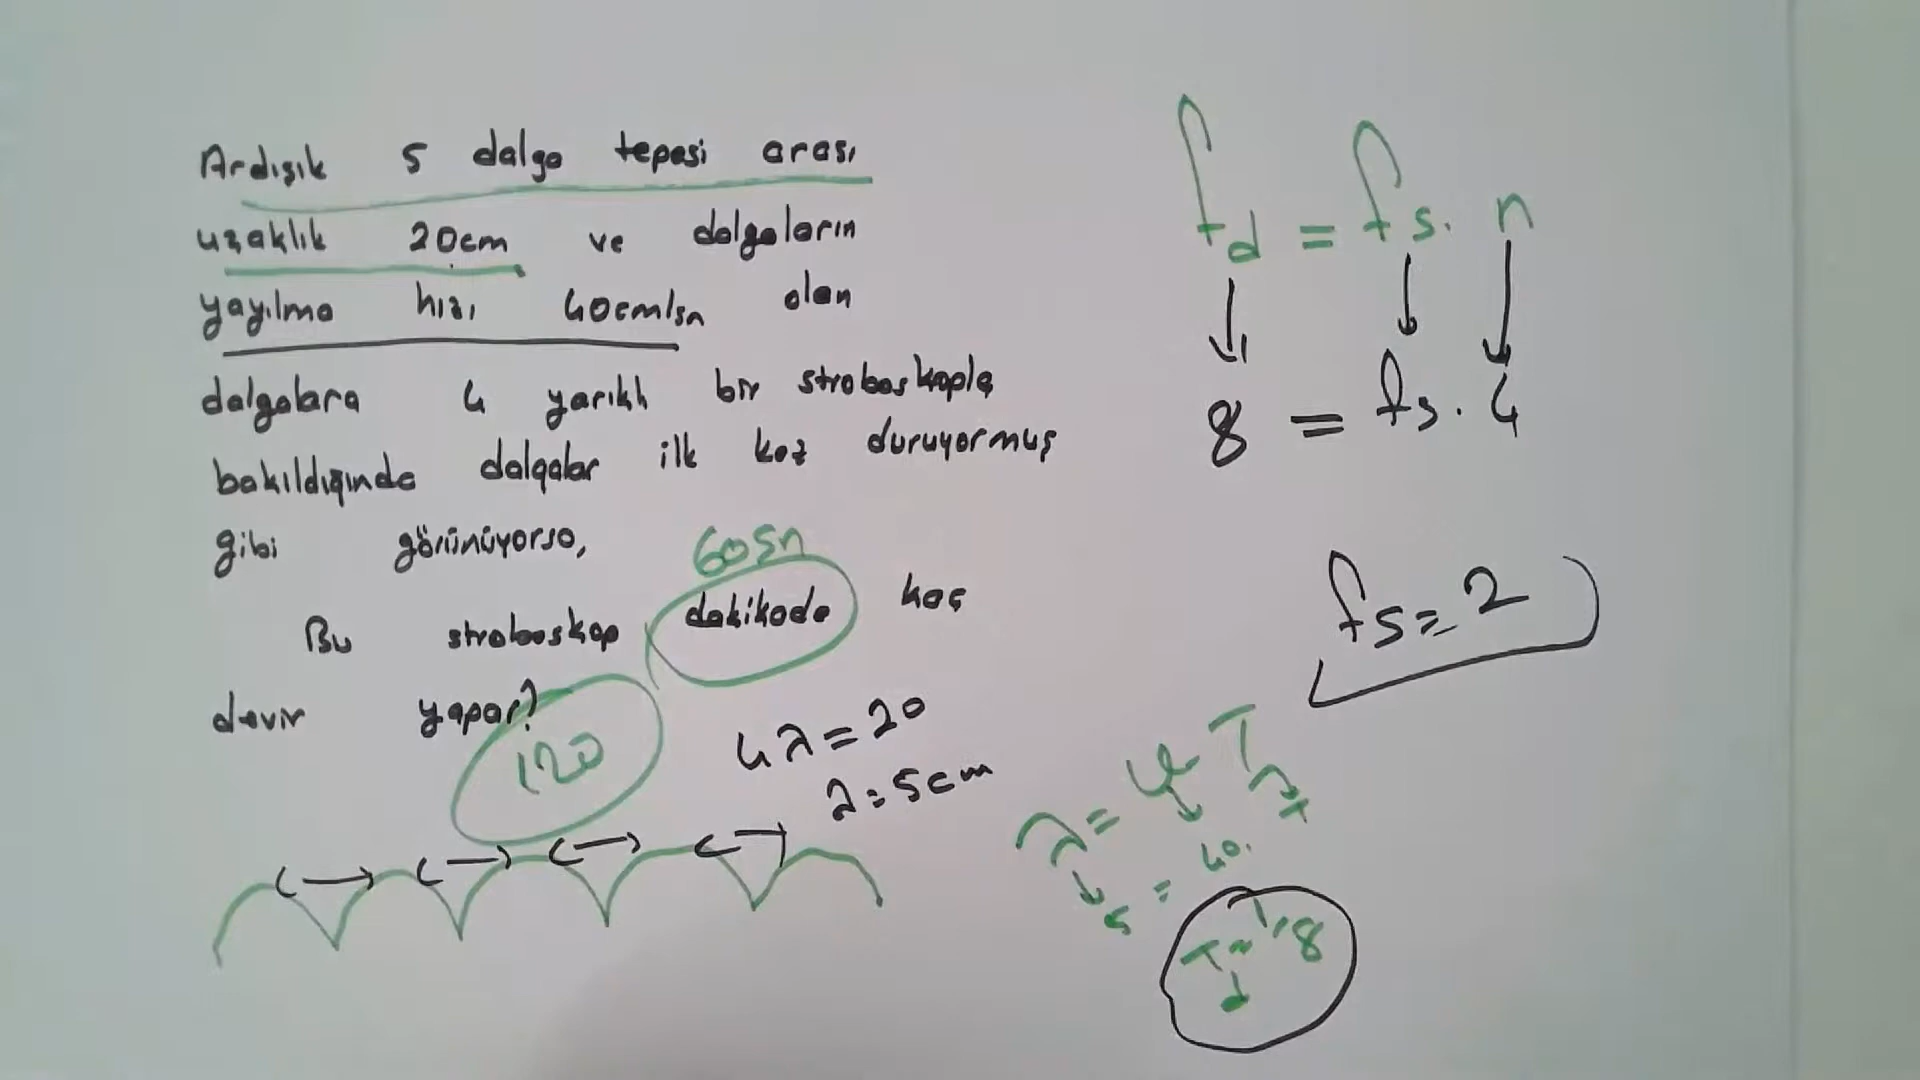 Ardışık 5 dalga tepesi arası
uzaklık 20cm ve dalgaların
yayılma hızı 40cm/sn olan
dalgalara 4 yarıklı bir stroboskopla
bakıldığında dalgalar ilk kez duruyormuş
gibi görünüyorsa,
60sn
Bu stroboskop dakikada kaç
devir yapar?
120
4λ = 20
λ = 5cm
fd = fs. n
8 = fs. 4
fs = 2
λ = v. T
5 = 40.
Td = 1/8